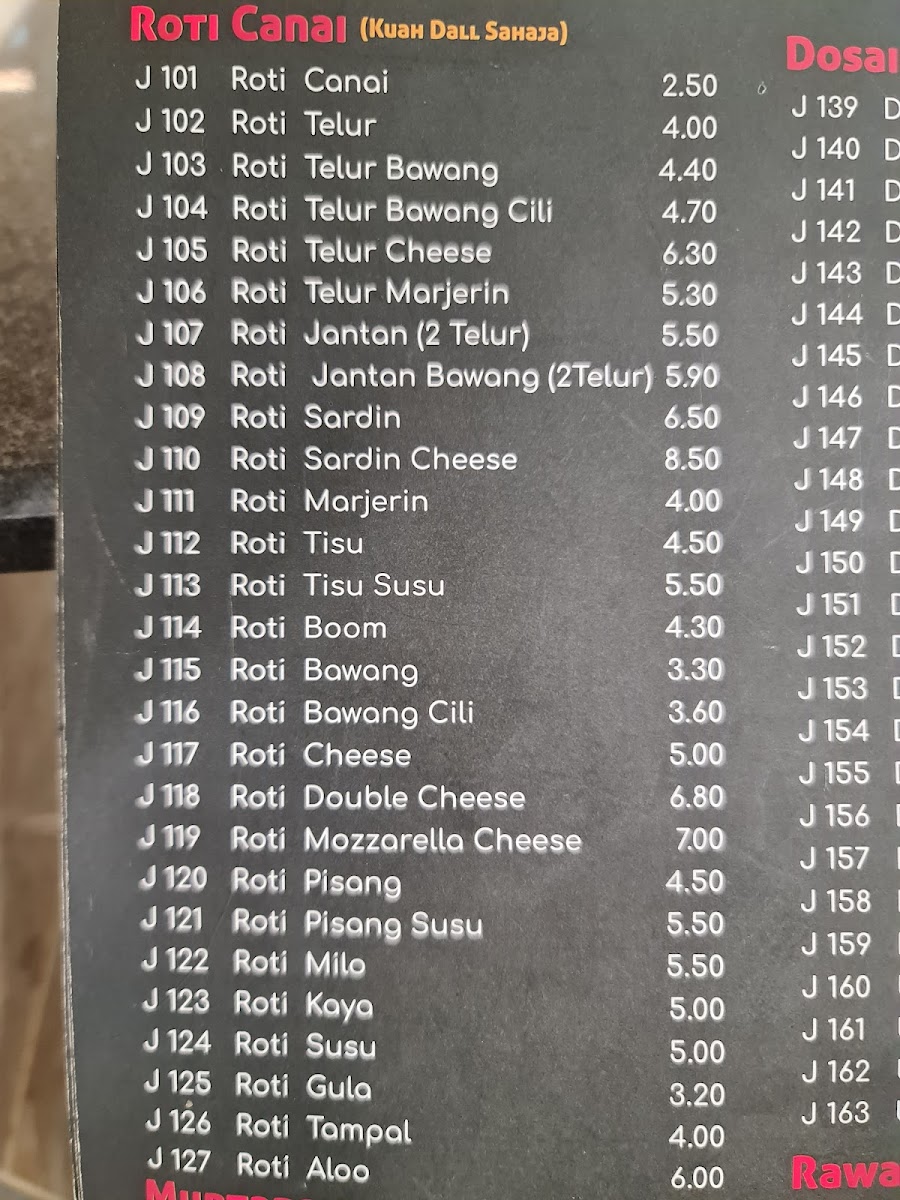 Roti Canai (Kuah Dall Sahaja)
J 101 Roti Canai 2.50
J 102 Roti Telur 4.00
J 103 Roti Telur Bawang 4.40
J 104 Roti Telur Bawang Cili 4.70
J 105 Roti Telur Cheese 6.30
J 106 Roti Telur Marjerin 5.30
J 107 Roti Jantan (2 Telur) 5.50
J 108 Roti Jantan Bawang (2Telur) 5.90
J 109 Roti Sardin 6.50
J 110 Roti Sardin Cheese 8.50
J 111 Roti Marjerin 4.00
J 112 Roti Tisu 4.50
J 113 Roti Tisu Susu 5.50
J 114 Roti Boom 4.30
J 115 Roti Bawang 3.30
J 116 Roti Bawang Cili 3.60
J 117 Roti Cheese 5.00
J 118 Roti Double Cheese 6.80
J 119 Roti Mozzarella Cheese 7.00
J 120 Roti Pisang 4.50
J 121 Roti Pisang Susu 5.50
J 122 Roti Milo 5.50
J 123 Roti Kaya 5.00
J 124 Roti Susu 5.00
J 125 Roti Gula 3.20
J 126 Roti Tampal 4.00
J 127 Roti Aloo 6.00
Dosai
J 139
J 140
J 141
J 142
J 143
J 144
J 145
J 146
J 147
J 148
J 149
J 150
J 151
J 152
J 153
J 154
J 155
J 156
J 157
J 158
J 159
J 160
J 161
J 162
J 163
Rawa